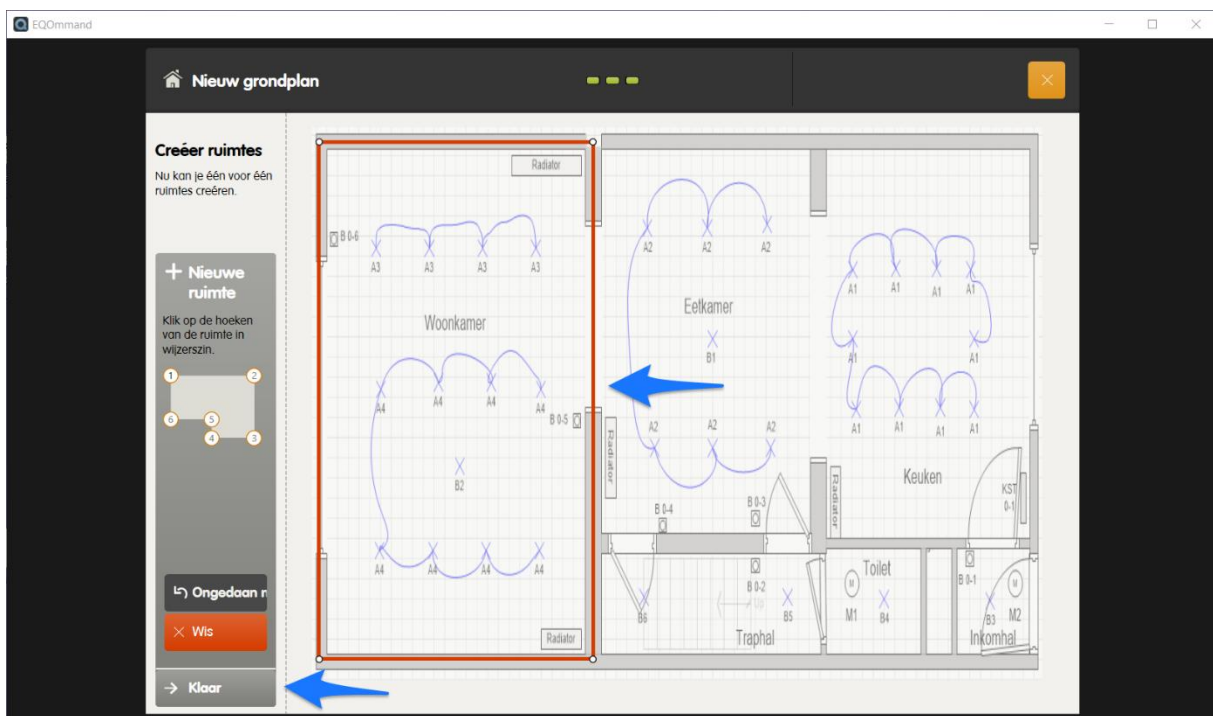 EQOmmand
Nieuw grondplan
Creëer ruimtes
Nu kan je één voor één
ruimtes creëren.
+ Nieuwe
ruimte
Klik op de hoeken
van de ruimte in
wijzerszin.
1 2
6 5
4 3
Ongedaan n
Wis
Klaar
Radiator
B 0-6
A3 A3 A3 A3
Woonkamer
A4 A4 A4 A4
B 0-5
B2
A4 A4 A4 A4
Radiator
A2 A2 A2
Eetkamer
B1
A2 A2 A2
Radiator
B 0-4
B 0-3
A1 A1 A1 A1
A1 A1
A1 A1 A1 A1
Radiator
Keuken
KST
0-1
B 0-2
Up
B6 B5
Traphal
Toilet
M
M1 B4
B 0-1
M
B3 M2
Inkomhal